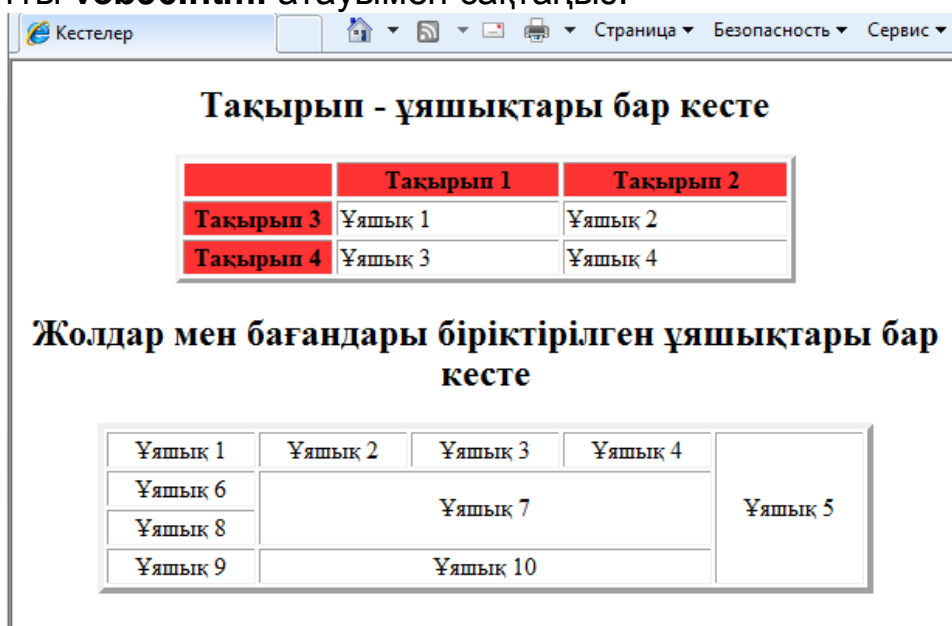 атауымен сақтаңыз.
Кестелер Страница Безопасность Сервис
Тақырып - ұяшықтары бар кесте
Тақырып 1 Тақырып 2
Тақырып 3 Ұяшық 1 Ұяшық 2
Тақырып 4 Ұяшық 3 Ұяшық 4
Жолдар мен бағандары біріктірілген ұяшықтары бар
кесте
Ұяшық 1 Ұяшық 2 Ұяшық 3 Ұяшық 4
Ұяшық 6
Ұяшық 7 Ұяшық 5
Ұяшық 8
Ұяшық 9 Ұяшық 10